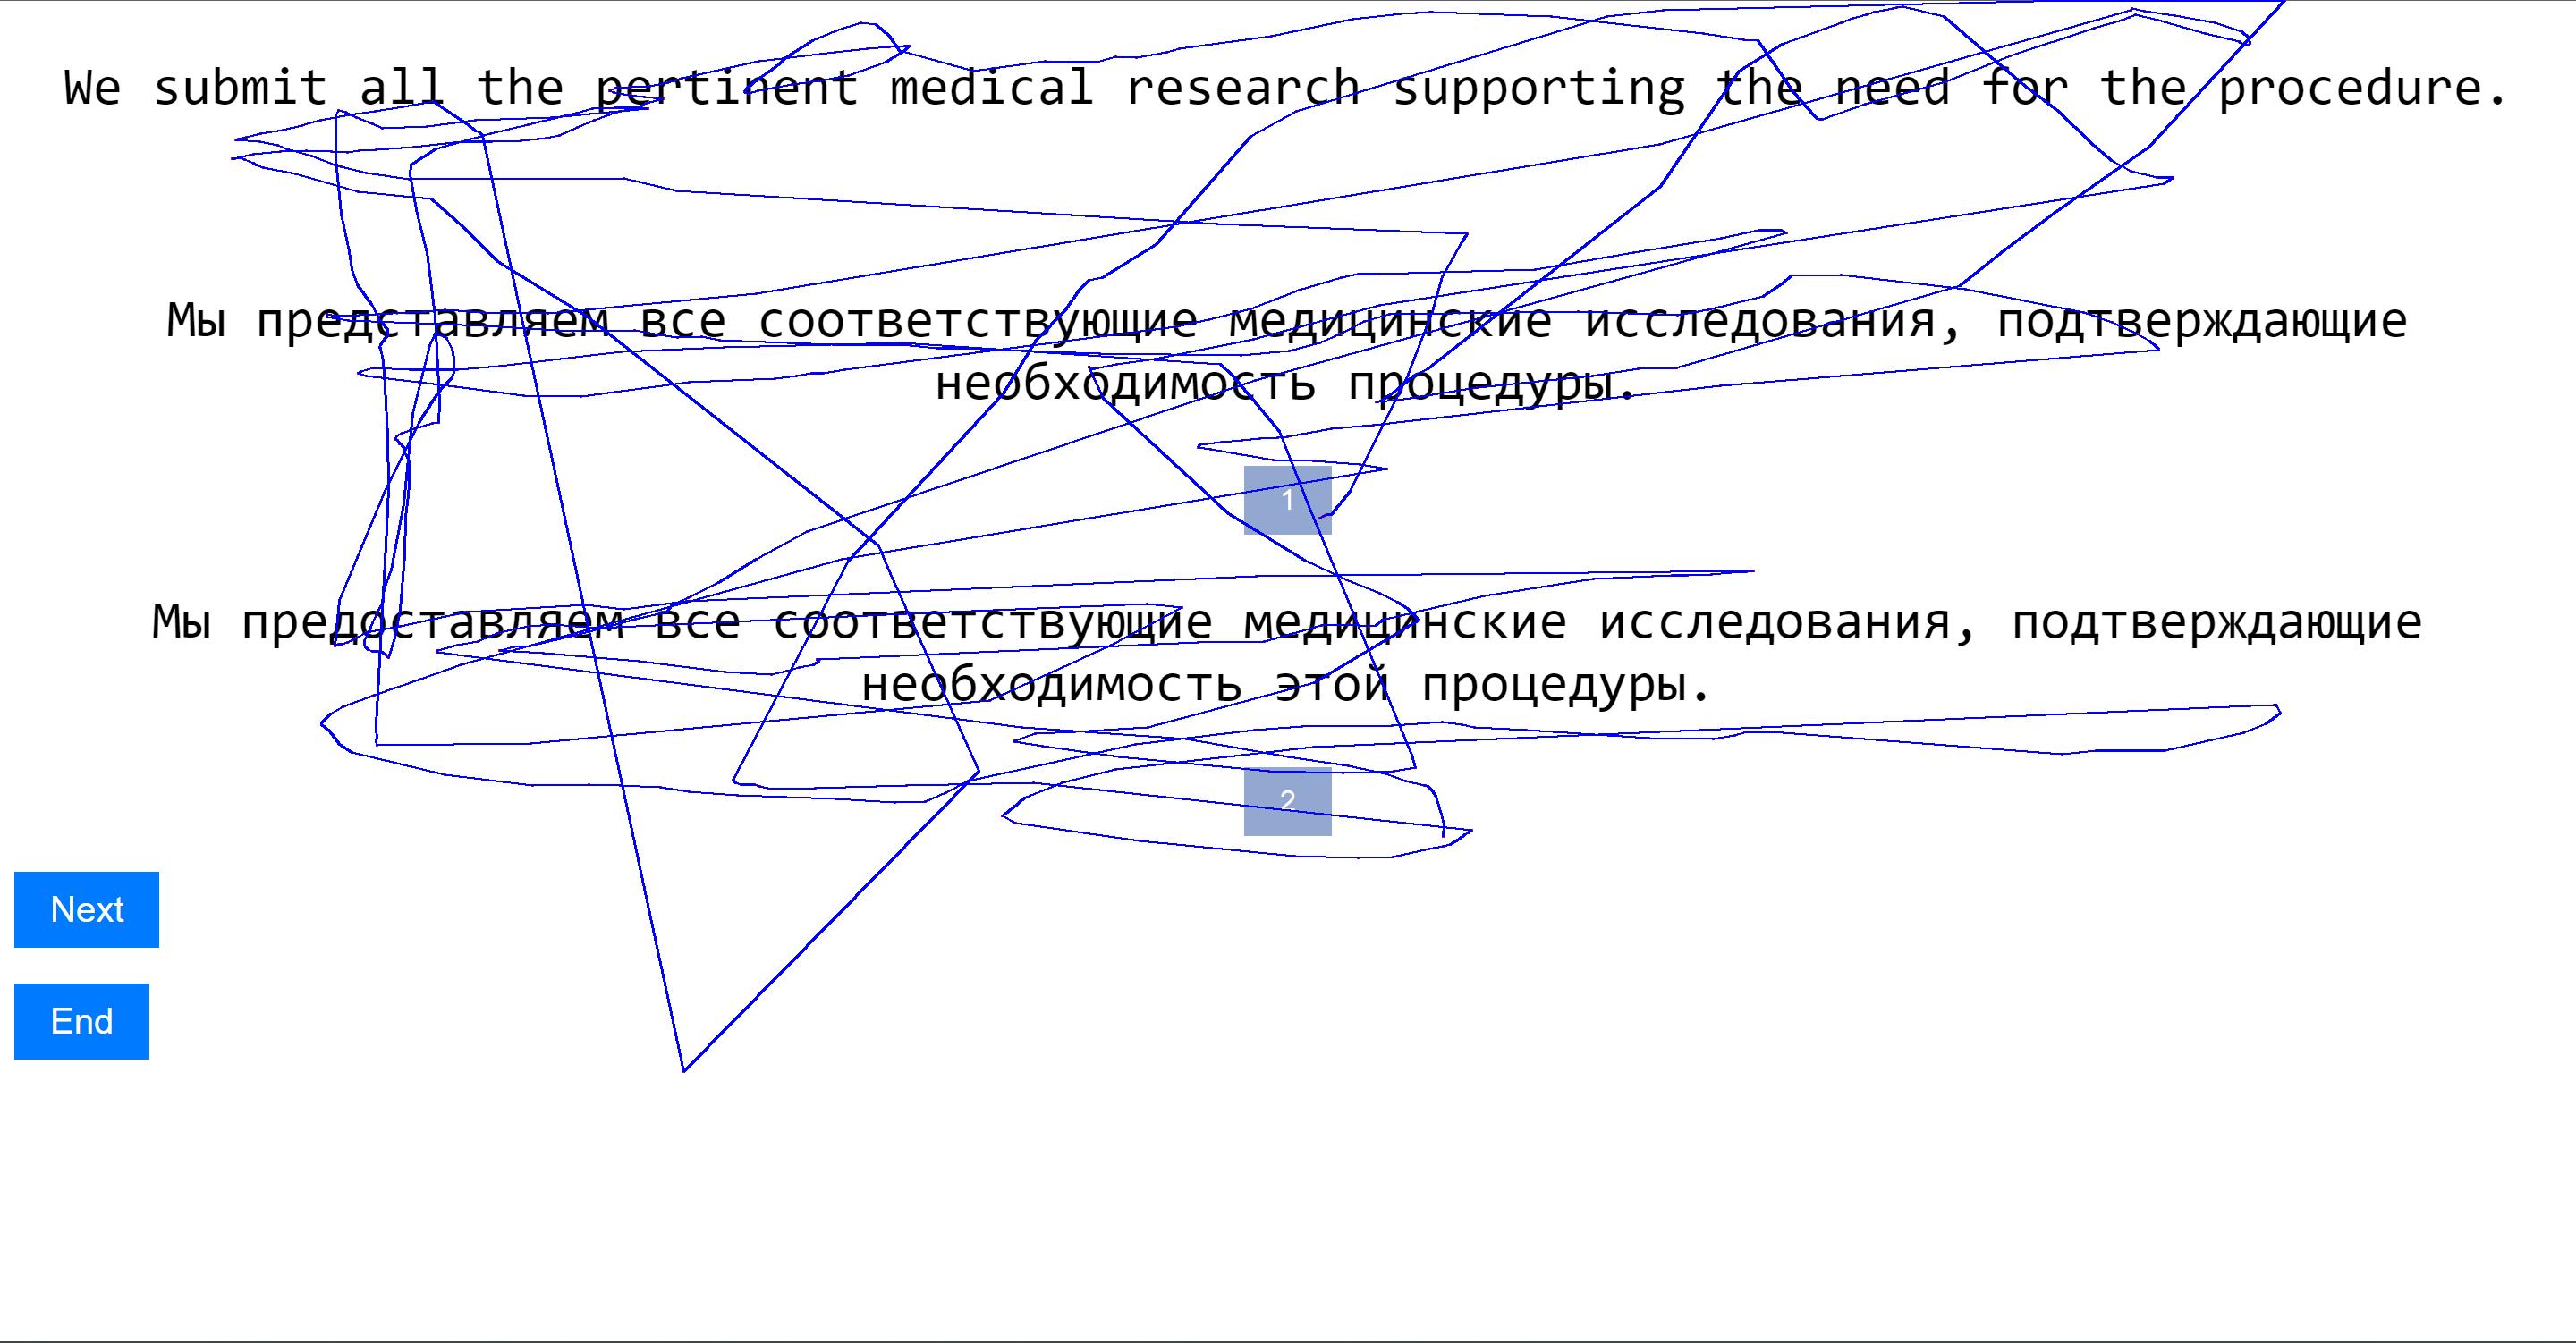 We submit all the pertinent medical research supporting the need for the procedure.
Мы представляем все соответствующие медицинские исследования, подтверждающие
необходимость процедуры.
1
Мы предоставляем все соответствующие медицинские исследования, подтверждающие
необходимость этой процедуры.
2
Next
End